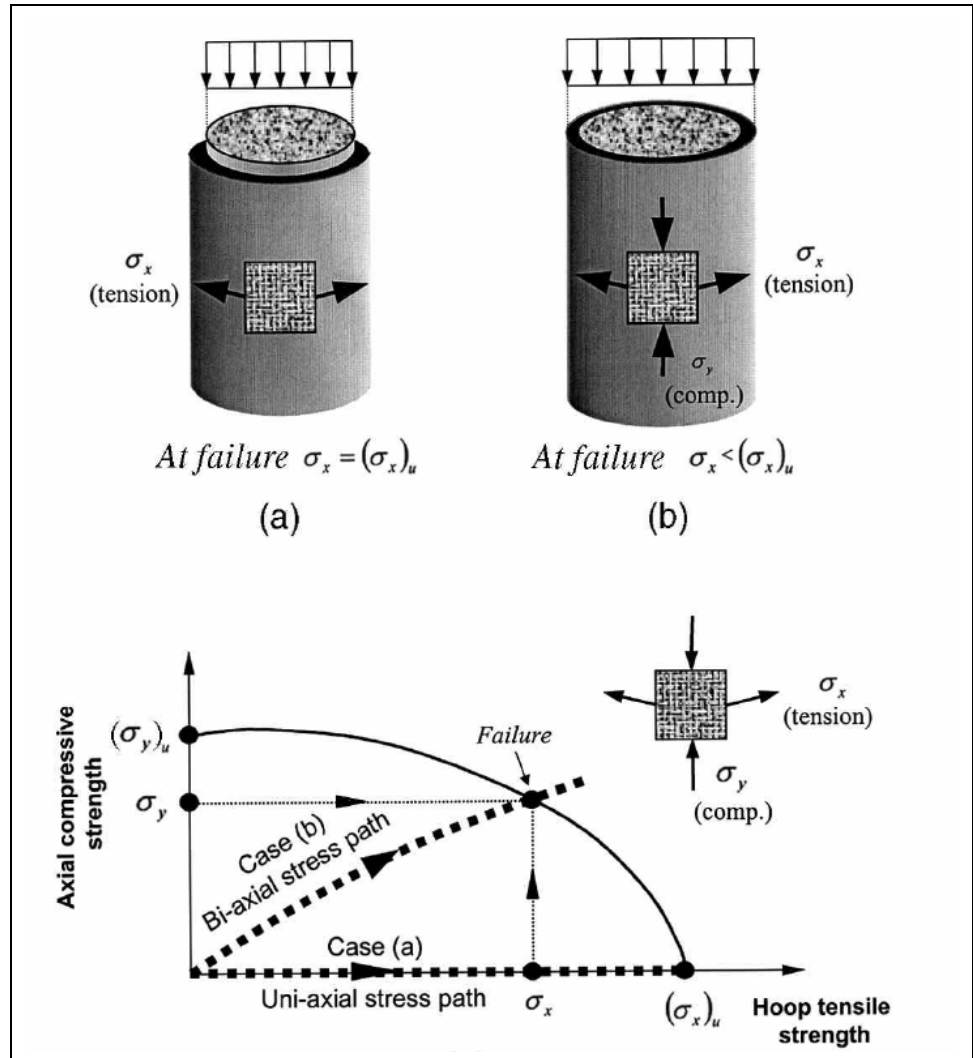 σx
(tension)
σx
(tension)
σy
(comp.)
At failure σx = (σx)u
At failure σx < (σx)u
(a)
(b)
Axial compressive
strength
(σy)u
σy
Failure
σx
(tension)
σy
(comp.)
Case (b)
Bi-axial stress path
Case (a)
Uni-axial stress path
σx
(σx)u
Hoop tensile
strength